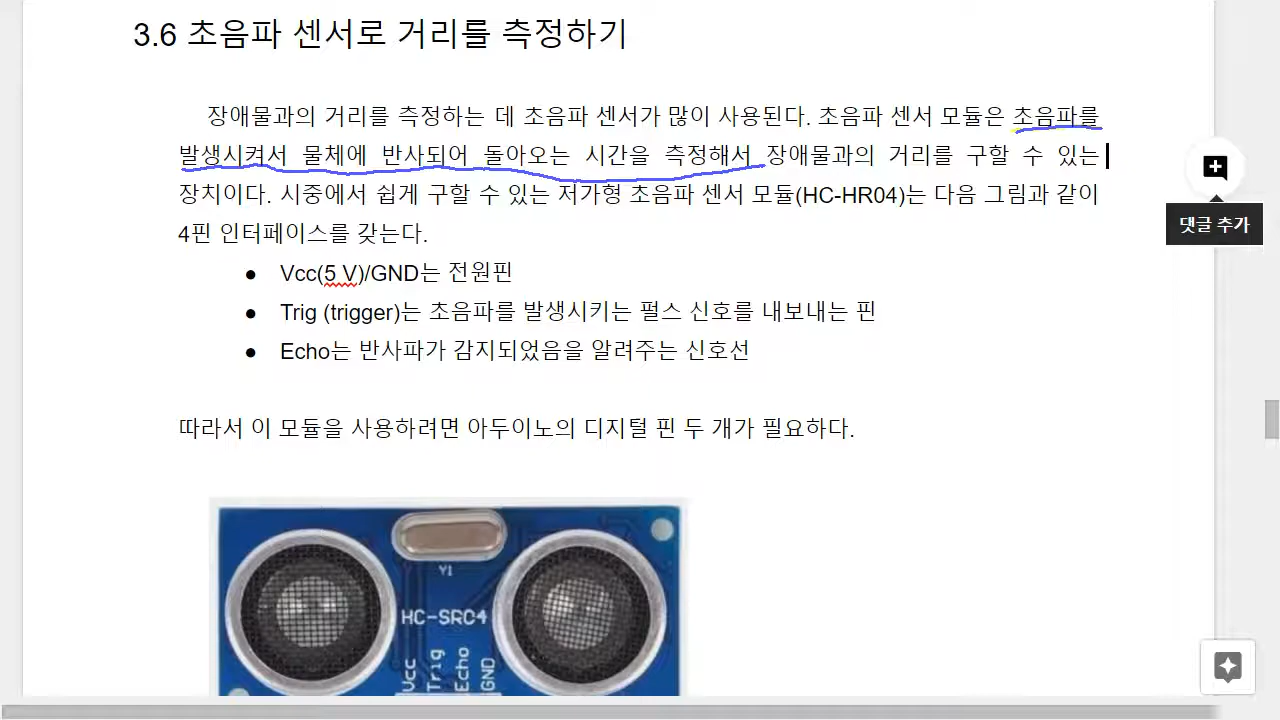 3.6 초음파 센서로 거리를 측정하기
장애물과의 거리를 측정하는 데 초음파 센서가 많이 사용된다. 초음파 센서 모듈은 초음파를
발생시켜서 물체에 반사되어 돌아오는 시간을 측정해서 장애물과의 거리를 구할 수 있는
장치이다. 시중에서 쉽게 구할 수 있는 저가형 초음파 센서 모듈(HC-HR04)는 다음 그림과 같이
4핀 인터페이스를 갖는다.
● Vcc(5 V)/GND는 전원핀
● Trig (trigger)는 초음파를 발생시키는 펄스 신호를 내보내는 핀
● Echo는 반사파가 감지되었음을 알려주는 신호선
따라서 이 모듈을 사용하려면 아두이노의 디지털 핀 두 개가 필요하다.
댓글 추가
Y1
HC-SR04
Vcc
Trig
Echo
GND